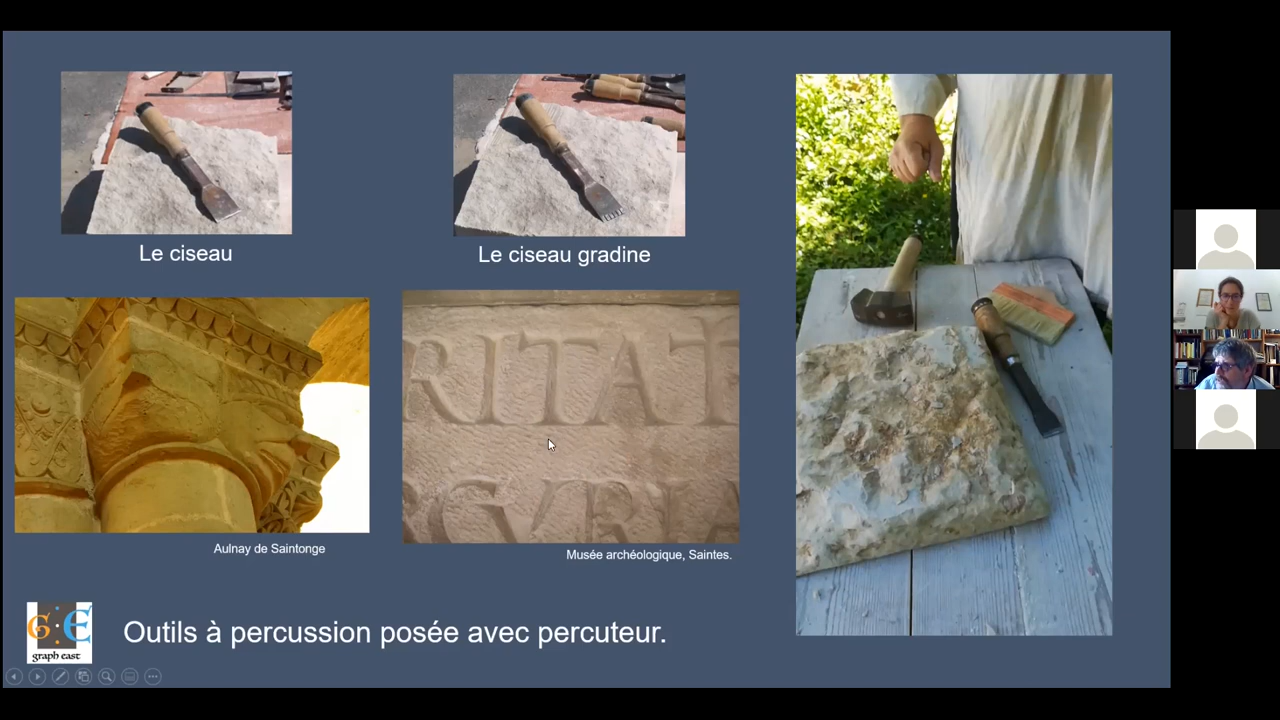 Le ciseau
Le ciseau gradine
RITAT
RCVRIA
Aulnay de Saintonge
Musée archéologique, Saintes.
G E
graph east
Outils à percussion posée avec percuteur.